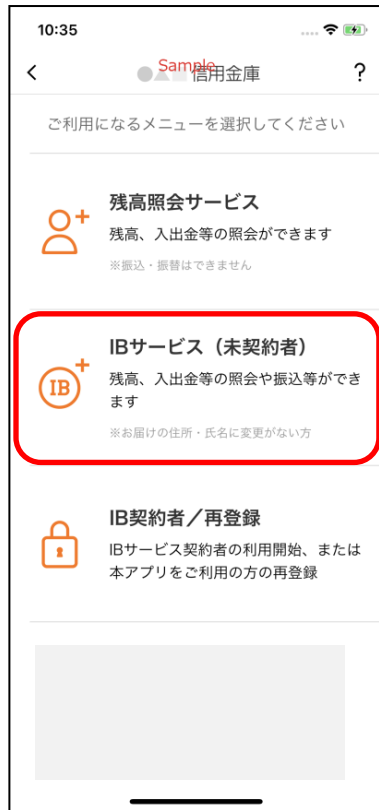 10:35
Sample
●▲■信用金庫
?
ご利用になるメニューを選択してください
残高照会サービス
残高、入出金等の照会ができます
※振込・振替はできません
IBサービス（未契約者）
IB
残高、入出金等の照会や振込等ができ
ます
※お届けの住所・氏名に変更がない方
IB契約者／再登録
IBサービス契約者の利用開始、または
本アプリをご利用の方の再登録